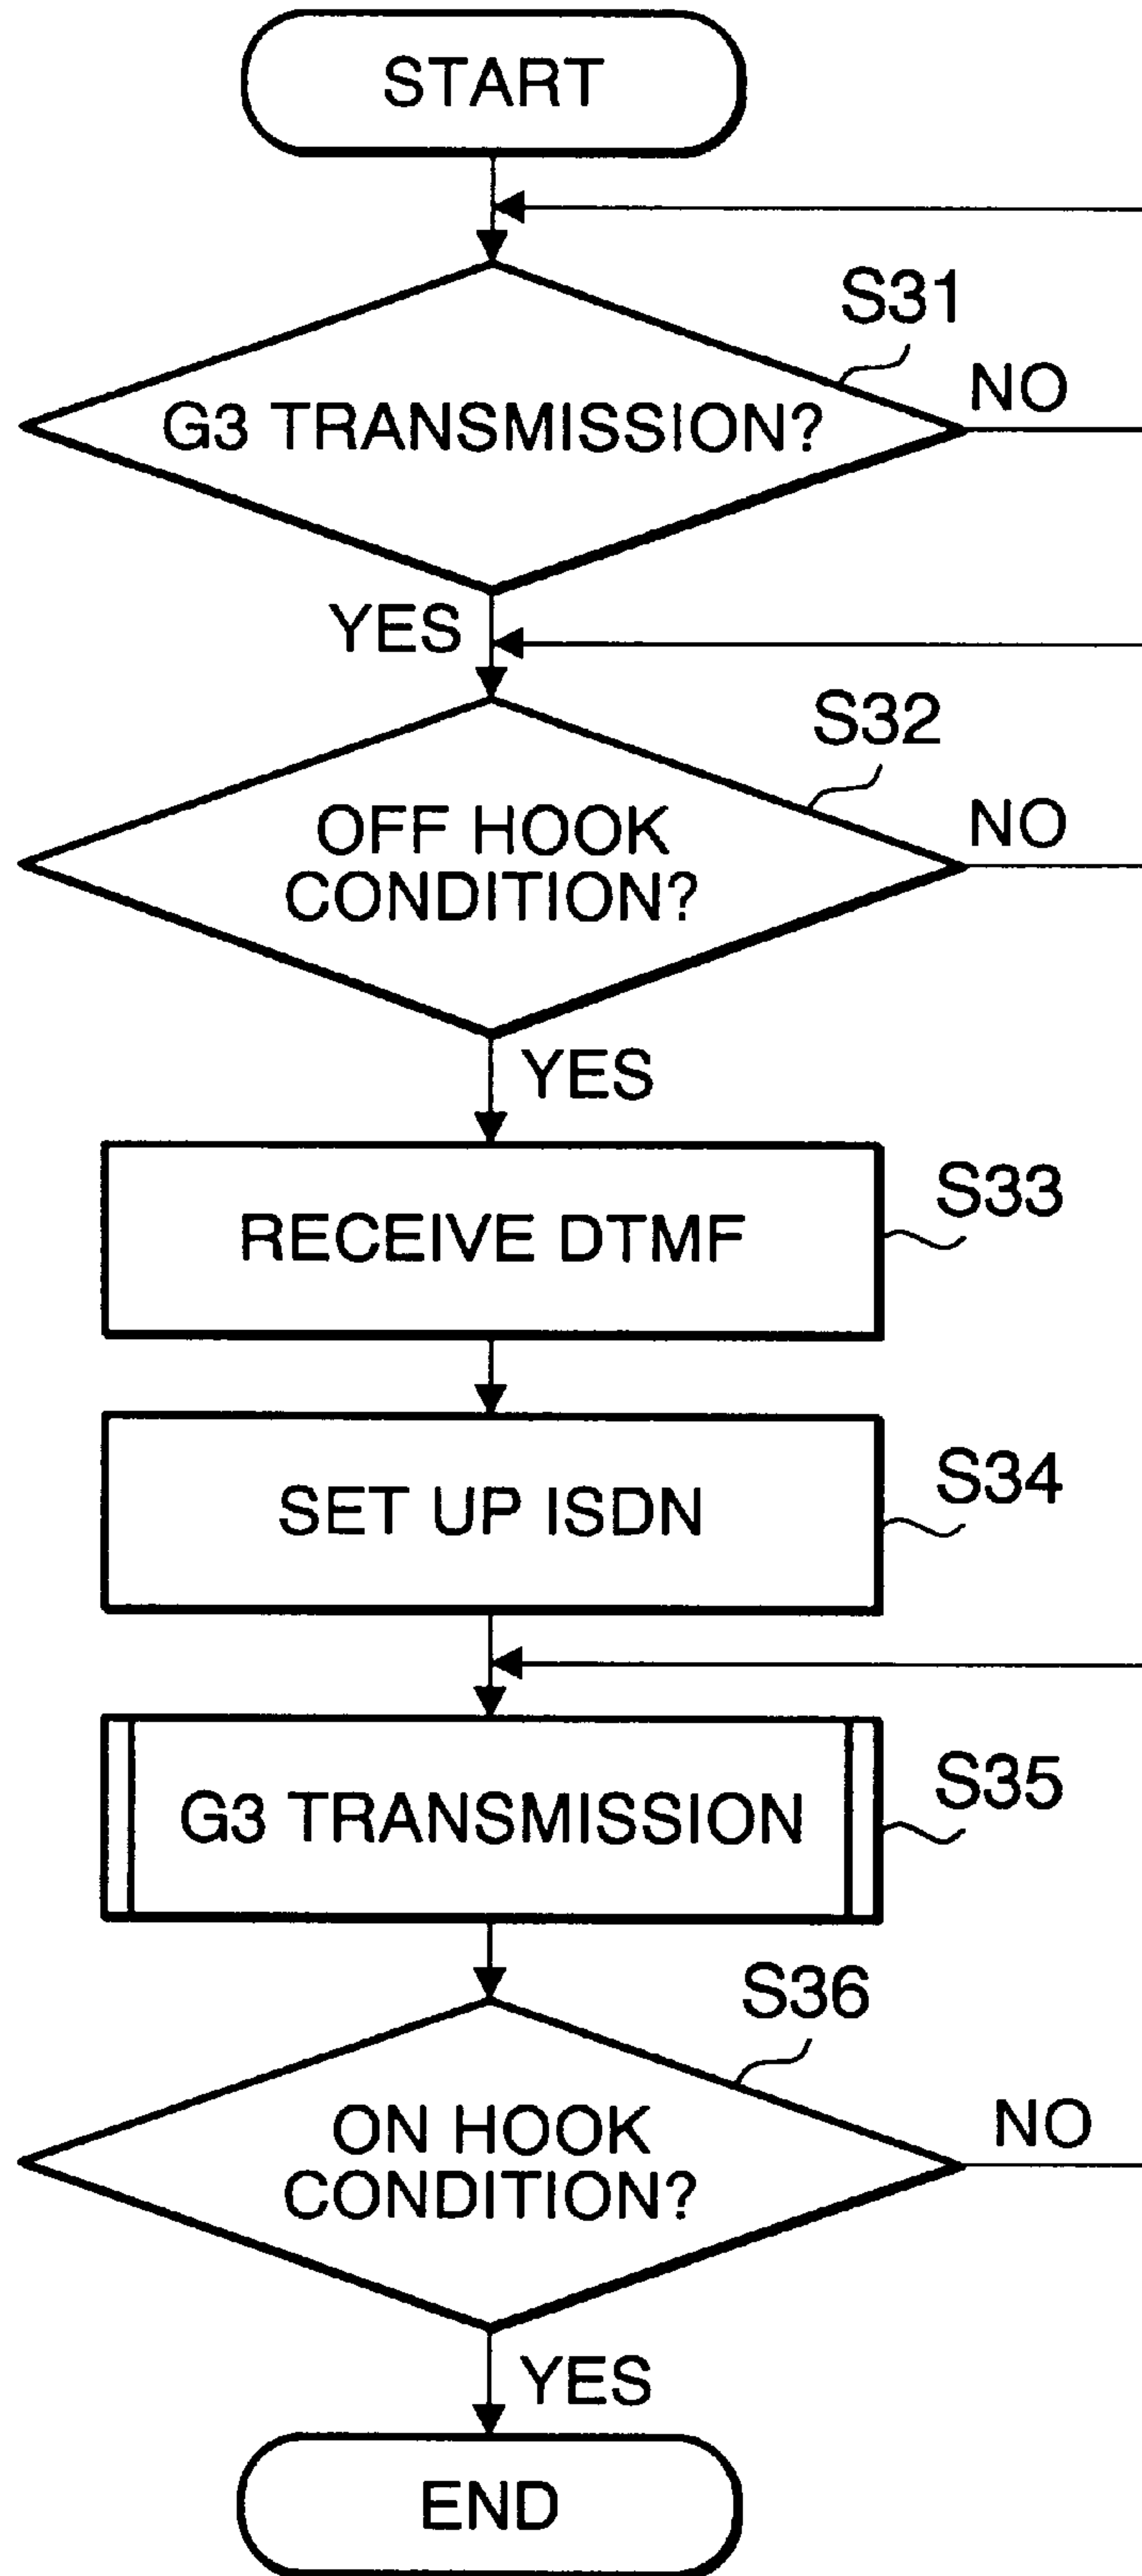 START
S31
G3 TRANSMISSION?
NO
YES
S32
OFF HOOK
CONDITION?
NO
YES
RECEIVE DTMF
S33
SET UP ISDN
S34
G3 TRANSMISSION
S35
S36
ON HOOK
CONDITION?
NO
YES
END